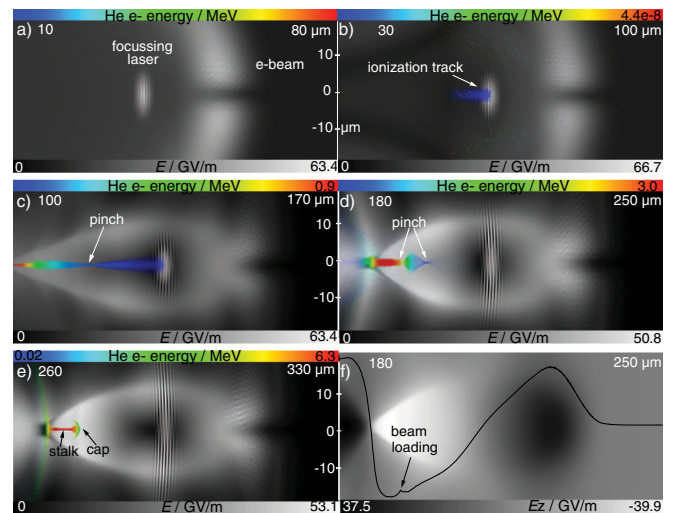 He e- energy / MeV 4.4e-8
a) 10 80 µm b) 30 100 µm
focussing
laser
e-beam
ionization track
10
0
-10 µm
0 E / GV/m 63.4 0 E / GV/m 66.7
He e- energy / MeV 0.9 He e- energy / MeV 3.0
c) 100 170 µm d) 180 250 µm
pinch pinch
10
0
-10
0 E / GV/m 63.4 0 E / GV/m 50.8
0.02 He e- energy / MeV 6.3
e) 260 330 µm f) 180 250 µm
10
0
stalk cap
beam
loading
-10
0 E / GV/m 53.1 37.5 Ez / GV/m -39.9